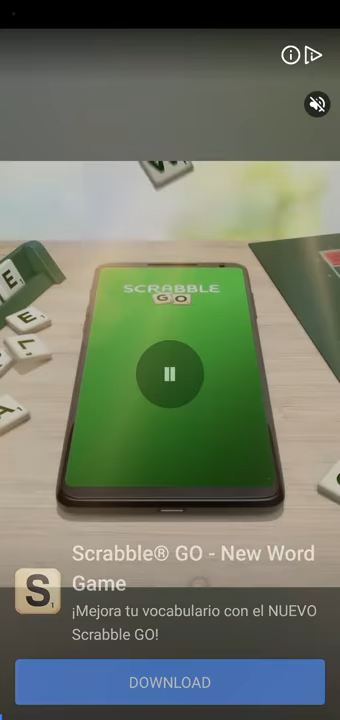 SCRABBLE
GO
E
E
L
A
S
Scrabble® GO - New Word
Game
¡Mejora tu vocabulario con el NUEVO
Scrabble GO!
DOWNLOAD